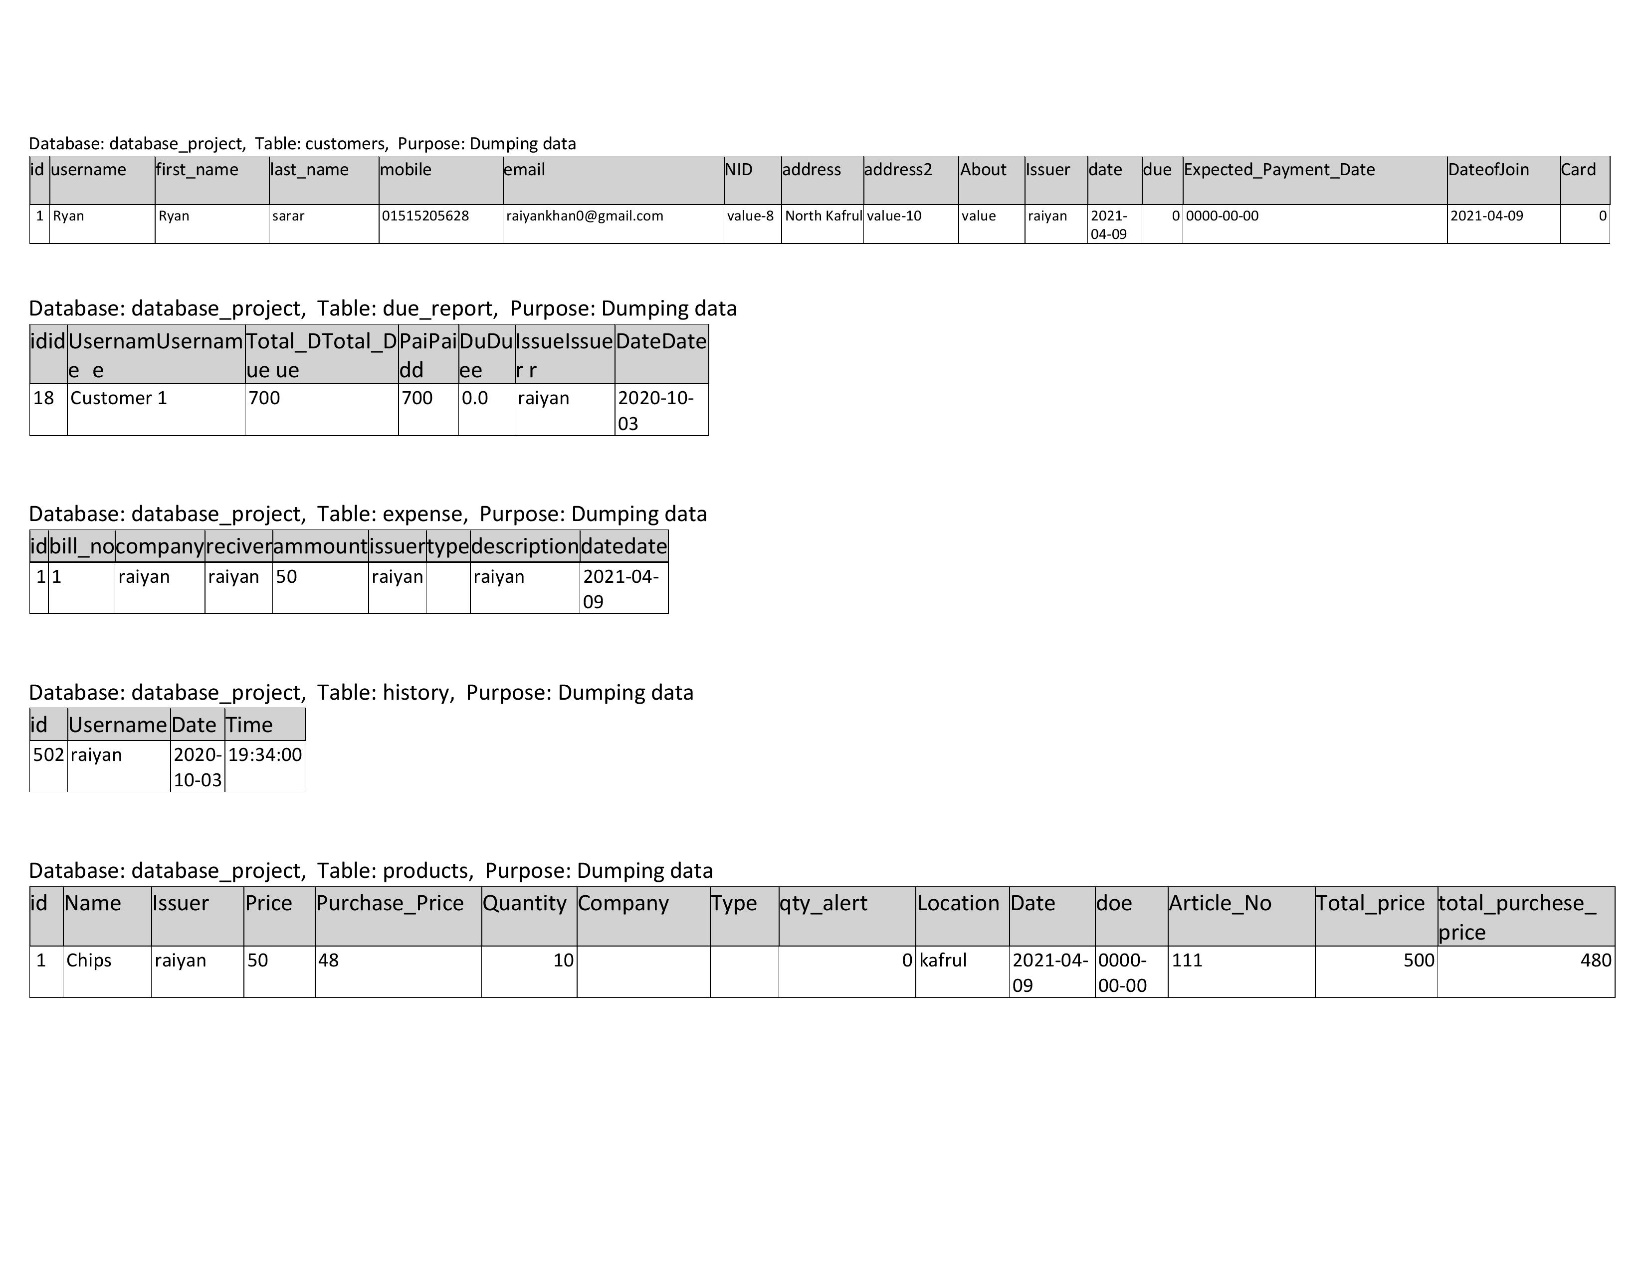 Database: database_project, Table: customers, Purpose: Dumping data
id username first_name last_name mobile email NID address address2 About Issuer date due Expected_Payment_Date DateofJoin Card
1 Ryan Ryan sarar 01515205628 raiyankhan0@gmail.com value-8 North Kafrul value-10 value raiyan 2021- 0 0000-00-00 2021-04-09 0
04-09
Database: database_project, Table: due_report, Purpose: Dumping data
idid UsernamUsernam Total_DTotal_D PaiPai DuDu IssueIssue DateDate
e e ue ue dd ee r r
18 Customer 1 700 700 0.0 raiyan 2020-10-
03
Database: database_project, Table: expense, Purpose: Dumping data
id bill_no company reciver ammount issuer type description datedate
1 1 raiyan raiyan 50 raiyan raiyan 2021-04-
09
Database: database_project, Table: history, Purpose: Dumping data
id Username Date Time
502 raiyan 2020- 19:34:00
10-03
Database: database_project, Table: products, Purpose: Dumping data
id Name Issuer Price Purchase_Price Quantity Company Type qty_alert Location Date doe Article_No Total_price total_purchese_
price
1 Chips raiyan 50 48 10 0 kafrul 2021-04- 0000- 111 500 480
09 00-00